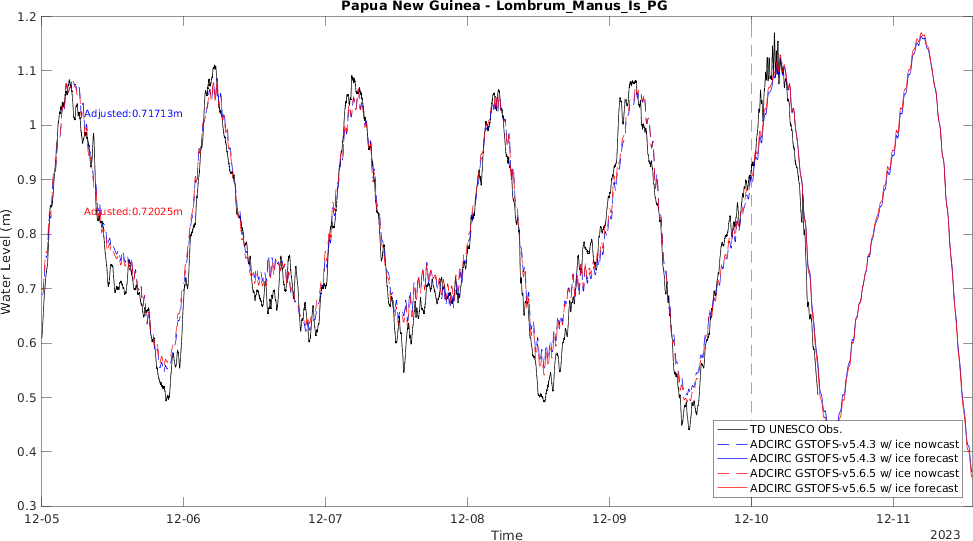 Papua New Guinea - Lombrum_Manus_Is_PG
1.2
1.1
1
0.9
0.8
0.7
0.6
0.5
0.4
0.3
Water Level (m)
Adjusted:0.71713m
Adjusted:0.72025m
TD UNESCO Obs.
ADCIRC GSTOFS-v5.4.3 w/ ice nowcast
ADCIRC GSTOFS-v5.4.3 w/ ice forecast
ADCIRC GSTOFS-v5.6.5 w/ ice nowcast
ADCIRC GSTOFS-v5.6.5 w/ ice forecast
12-05 12-06 12-07 12-08 12-09 12-10 12-11
Time
2023